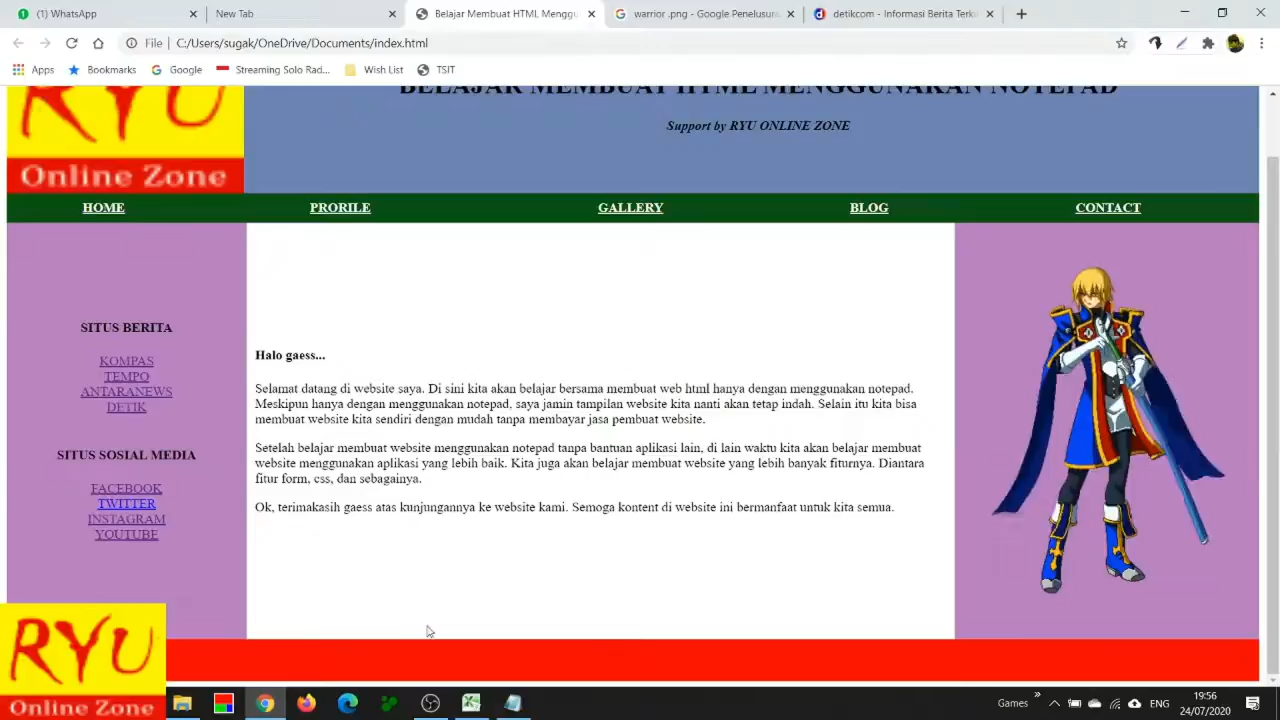 (1) WhatsApp
New Tab
Belajar Membuat HTML Menggu
warrior .png - Google Penelusura
detikcom - Informasi Berita Terki
File
C:/Users/sugak/OneDrive/Documents/index.html
Apps
Bookmarks
Google
Streaming Solo Rad...
Wish List
TSIT
RYU
Online Zone
BELAJAR MEMBUAT HTML MENGGUNAKAN NOTEPAD
Support by RYU ONLINE ZONE
HOME
PRORILE
GALLERY
BLOG
CONTACT
SITUS BERITA
KOMPAS
TEMPO
ANTARANEWS
DETIK
SITUS SOSIAL MEDIA
FACEBOOK
TWITTER
INSTAGRAM
YOUTUBE
Halo gaess...
Selamat datang di website saya. Di sini kita akan belajar bersama membuat web html hanya dengan menggunakan notepad.
Meskipun hanya dengan menggunakan notepad, saya jamin tampilan website kita nanti akan tetap indah. Selain itu kita bisa
membuat website kita sendiri dengan mudah tanpa membayar jasa pembuat website.
Setelah belajar membuat website menggunakan notepad tanpa bantuan aplikasi lain, di lain waktu kita akan belajar membuat
website menggunakan aplikasi yang lebih baik. Kita juga akan belajar membuat website yang lebih banyak fiturnya. Diantara
fitur form, css, dan sebagainya.
Ok, terimakasih gaess atas kunjungannya ke website kami. Semoga kontent di website ini bermanfaat untuk kita semua.
RYU
Online Zone
Games
ENG
19:56
24/07/2020